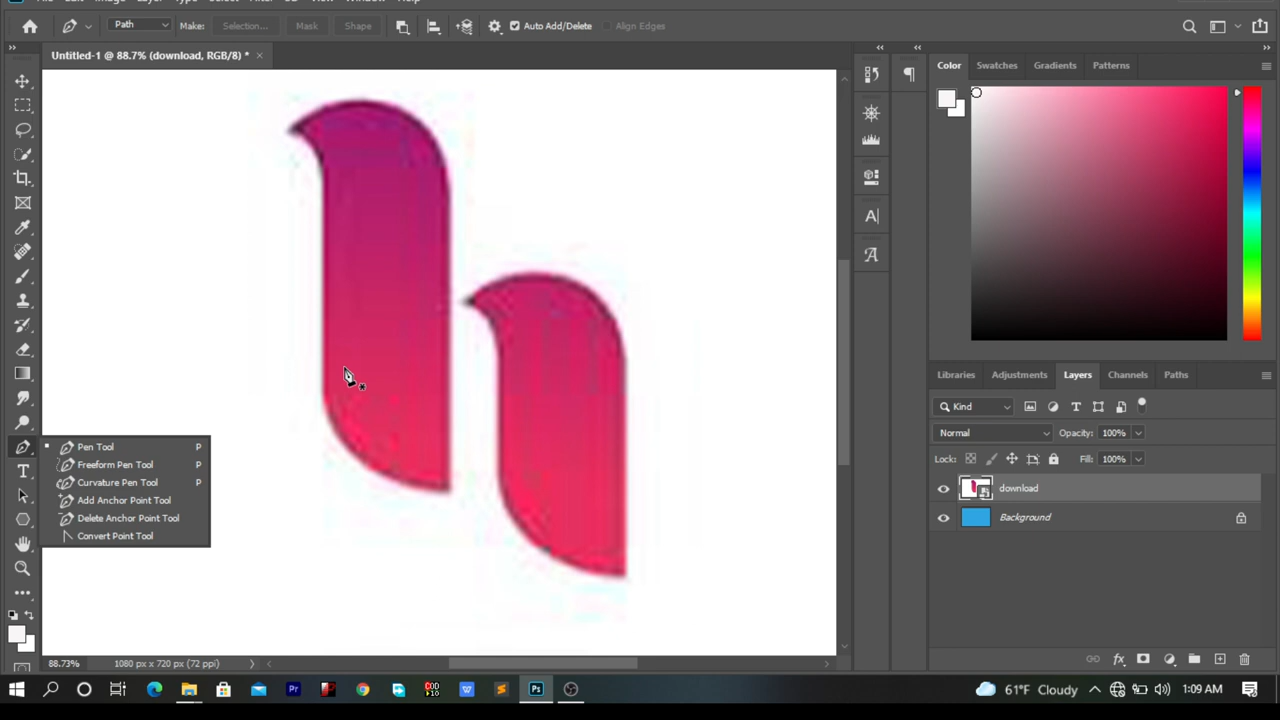 Path
Make:
Selection...
Mask
Shape
Auto Add/Delete
Align Edges
Untitled-1 @ 88.7% (download, RGB/8) *
Color
Swatches
Gradients
Patterns
Pen Tool P
Freeform Pen Tool P
Curvature Pen Tool P
Add Anchor Point Tool
Delete Anchor Point Tool
Convert Point Tool
Libraries
Adjustments
Layers
Channels
Paths
Kind
Normal
Opacity: 100%
Lock:
Fill: 100%
download
Background
88.73%
1080 px x 720 px (72 ppi)
61°F Cloudy
1:09 AM